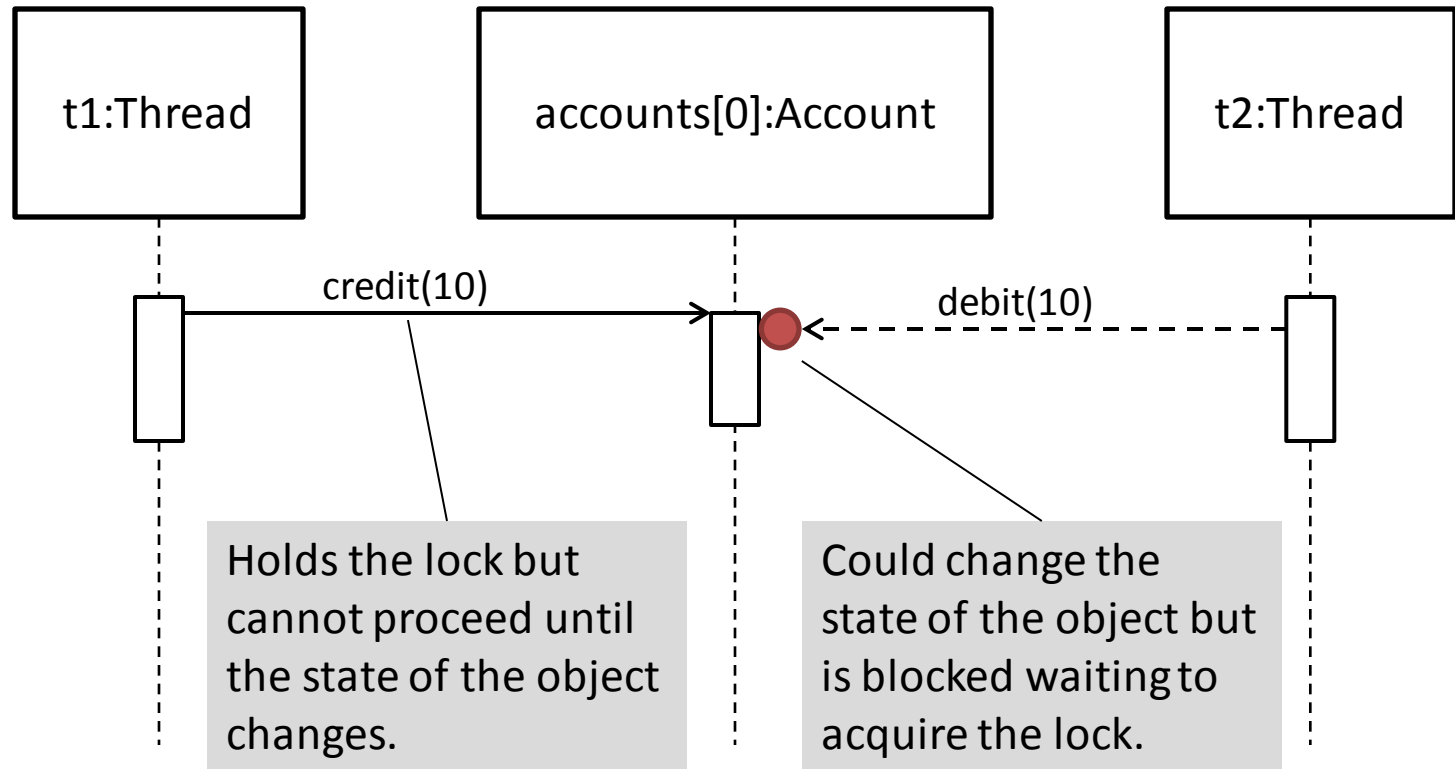 t1:Thread
accounts[0]:Account
t2:Thread
credit(10)
debit(10)
Holds the lock but
cannot proceed until
the state of the object
changes.
Could change the
state of the object but
is blocked waiting to
acquire the lock.